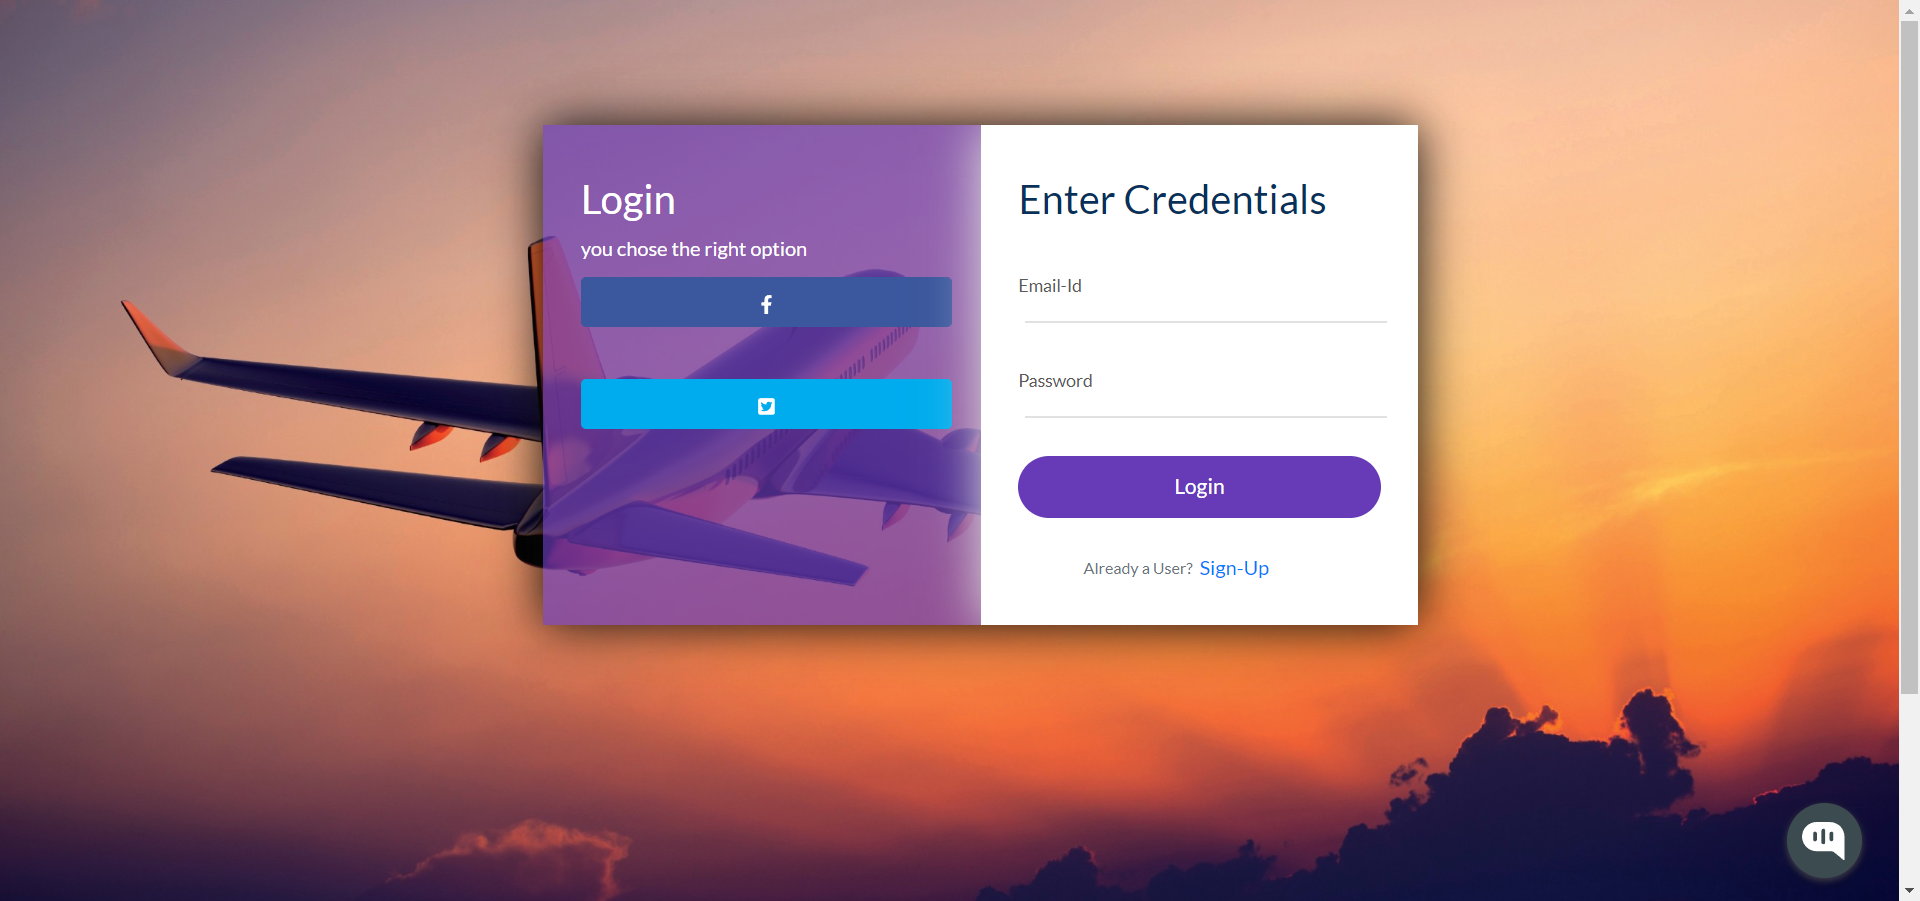 Login
you chose the right option
Enter Credentials
Email-Id
Password
Login
Already a User? Sign-Up